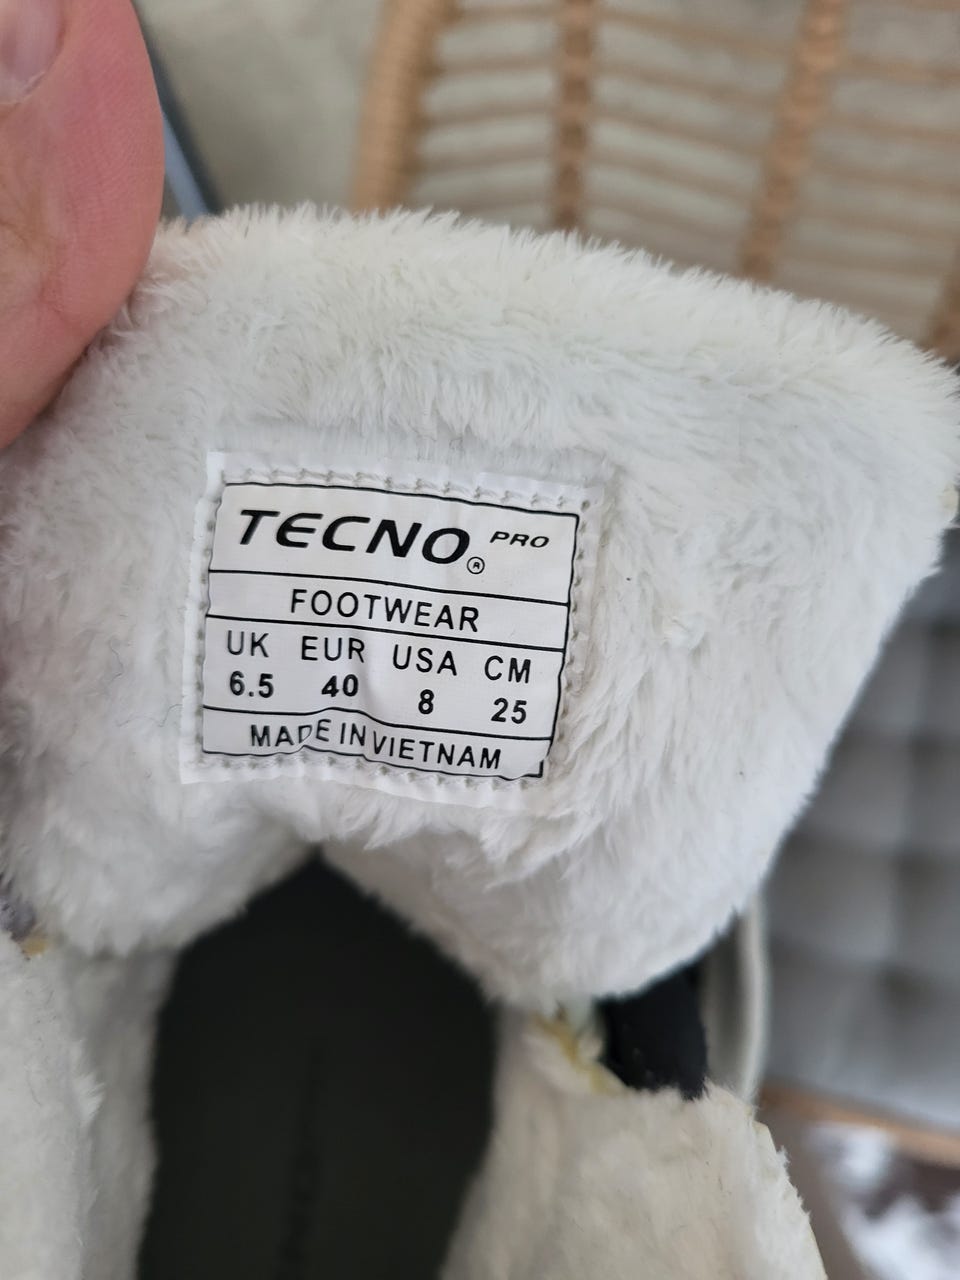 TECNO® PRO
FOOTWEAR
UK EUR USA CM
6.5 40 8 25
MADE IN VIETNAM